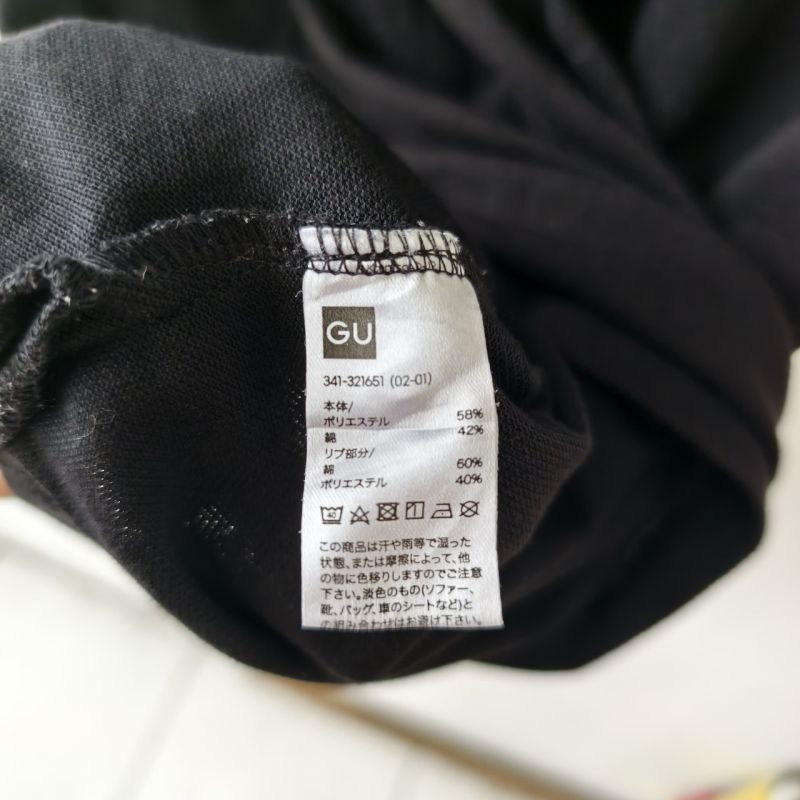 GU
341-321651 (02-01)
本体/
ポリエステル 58%
綿 42%
リブ部分/
綿 60%
ポリエステル 40%
40
この商品は汗や雨等で湿った
状態、または摩擦によって、他
の物に色移りしますのでご注意
下さい。淡色のもの(ソファー、
靴、バッグ、車のシートなど)と
の組み合わせはお避け下さい。